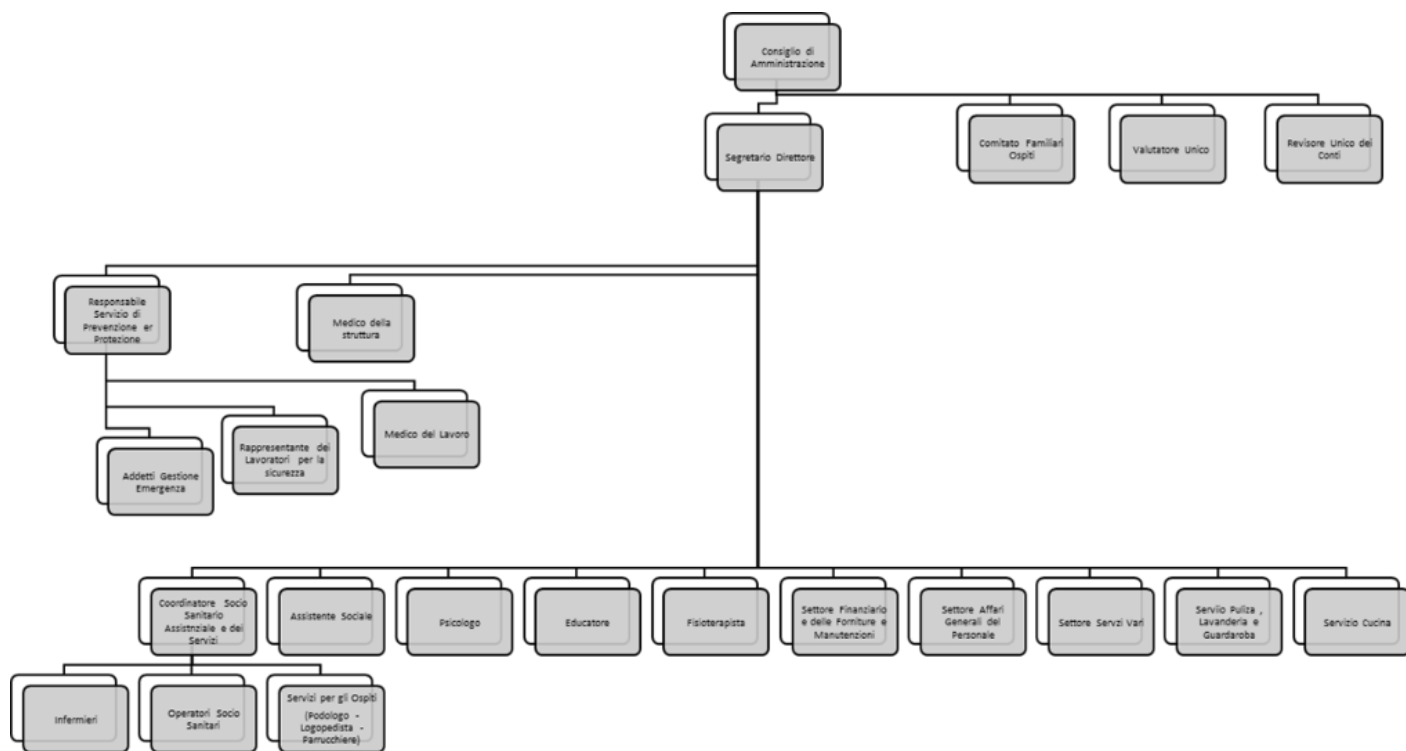 Consiglio di
Amministrazione
Segretario Direttore
Comitato Familiari
Ospiti
Valutatore Unico
Revisore Unico dei
Conti
Responsabile
Servizio di
Prevenzione er
Protezione
Medico della
struttura
Medico del Lavoro
Rappresentante dei
Lavoratori per la
sicurezza
Addetti Gestione
Emergenza
Coordinatore Socio
Sanitario
Assistnziale e dei
Servizi
Assistente Sociale
Psicologo
Educatore
Fisioterapista
Settore Finanziario
e delle Forniture e
Manutenzioni
Settore Affari
Generali del
Personale
Settore Servzi Vari
Serviio Puliza ,
Lavanderia e
Guardaroba
Servizio Cucina
Infermieri
Operatori Socio
Sanitari
Servizi per gli Ospiti
(Podologo -
Logopedista -
Parrucchiere)